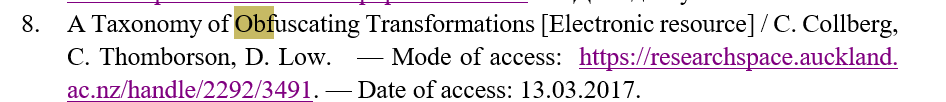 8. A Taxonomy of Obfuscating Transformations [Electronic resource] / C. Collberg,
C. Thomborson, D. Low. — Mode of access: https://researchspace.auckland.
ac.nz/handle/2292/3491. — Date of access: 13.03.2017.